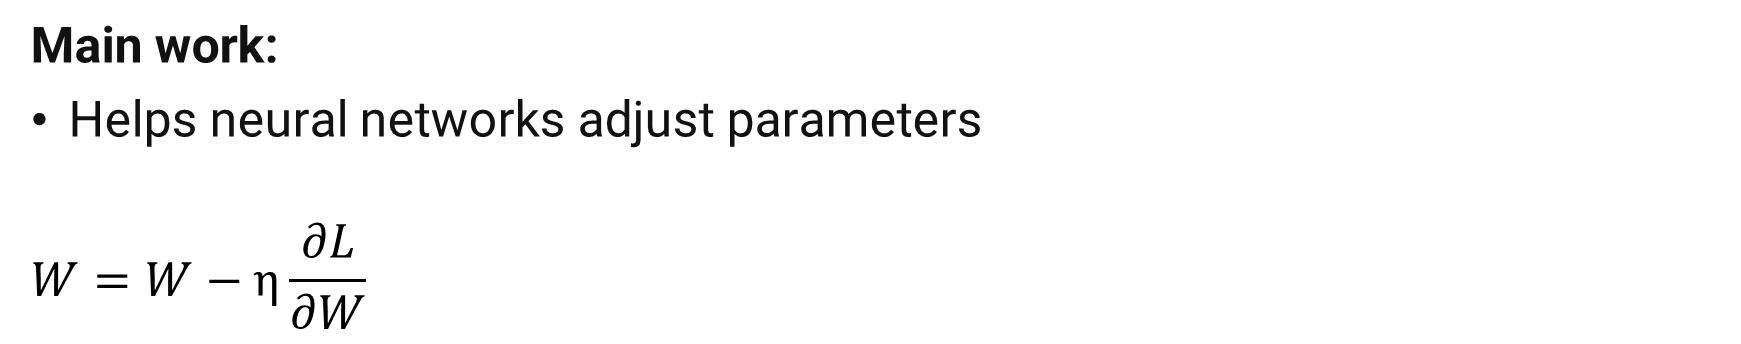 Main work:
• Helps neural networks adjust parameters
W = W − η ∂L/∂W